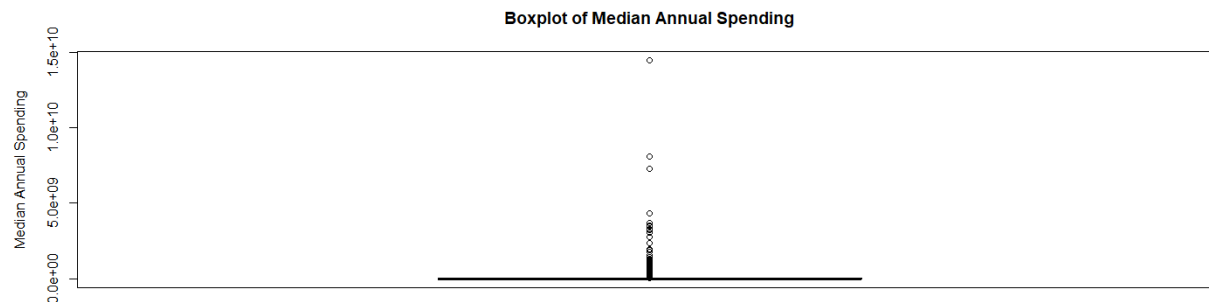 Boxplot of Median Annual Spending
Median Annual Spending
1.5e+10
1.0e+10
5.0e+09
0.0e+00